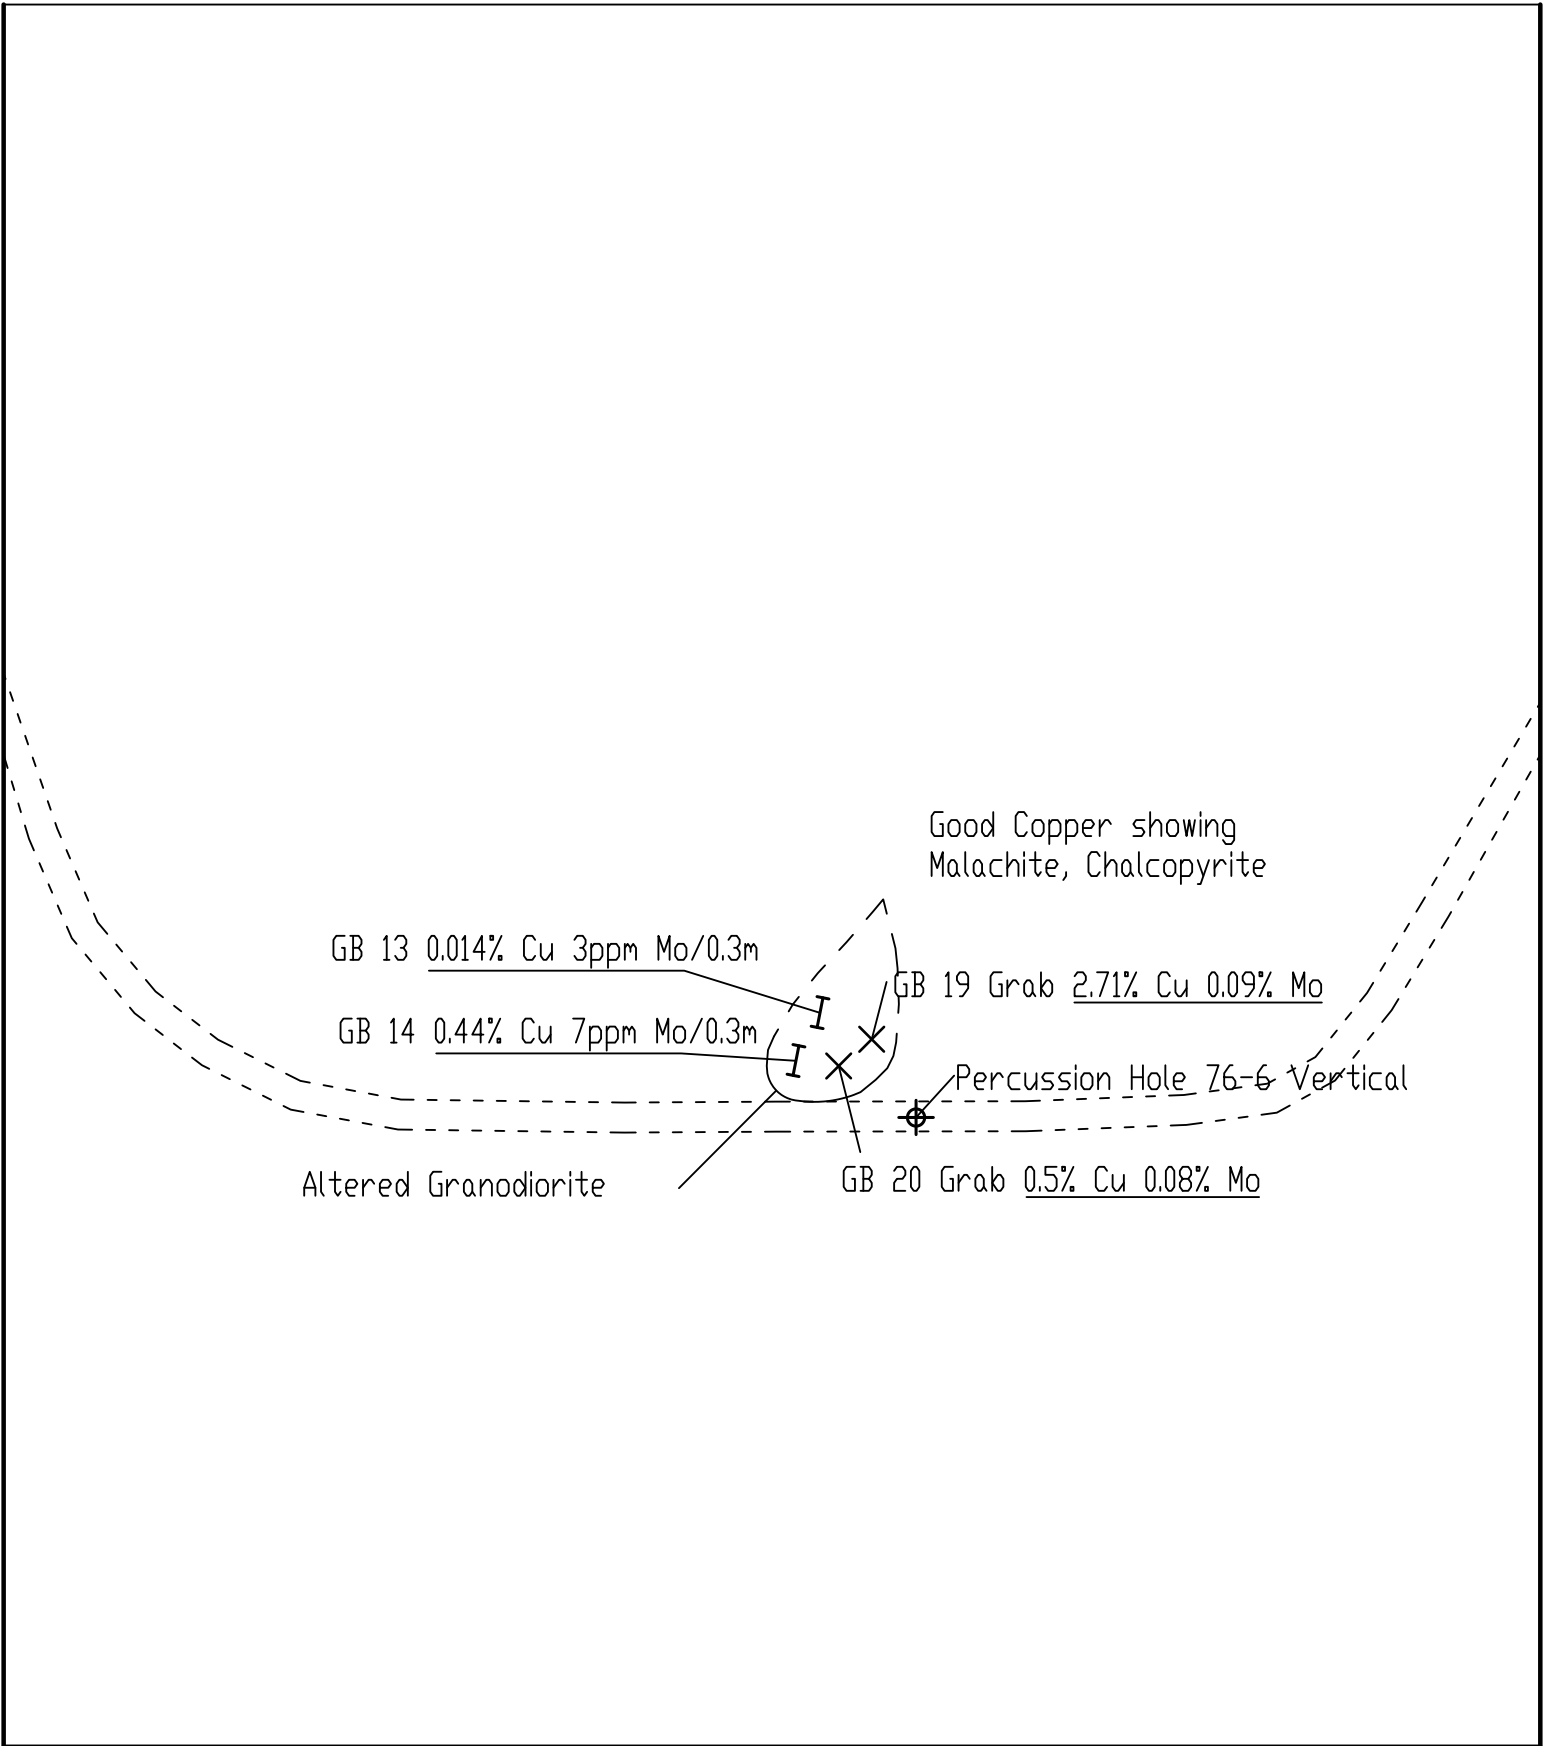 Good Copper showing
Malachite, Chalcopyrite
GB 13 0.014% Cu 3ppm Mo/0.3m
GB 19 Grab 2.71% Cu 0.09% Mo
GB 14 0.44% Cu 7ppm Mo/0.3m
Percussion Hole 76-6 Vertical
Altered Granodiorite
GB 20 Grab 0.5% Cu 0.08% Mo